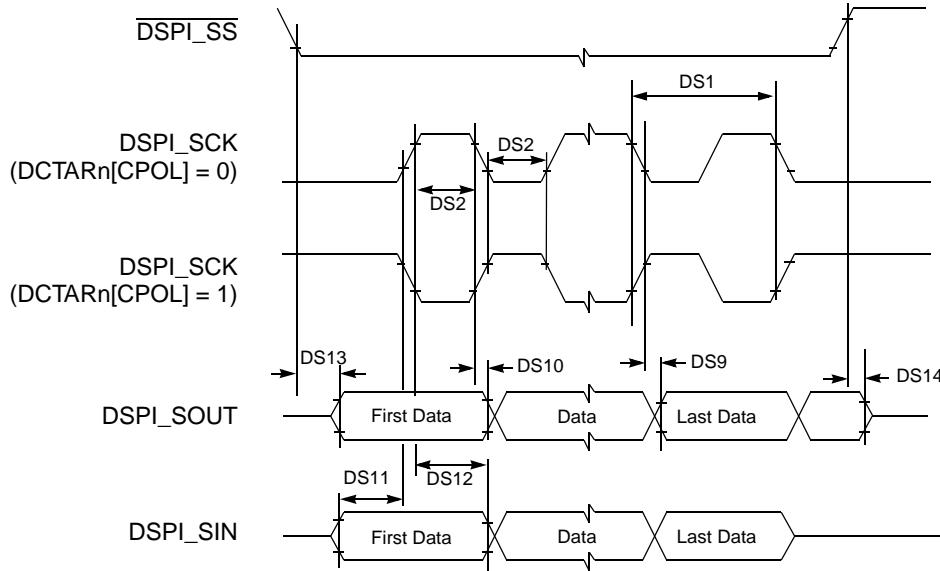 DSPI_SS
DS1
DSPI_SCK
(DCTARn[CPOL] = 0)
DS2
DS2
DSPI_SCK
(DCTARn[CPOL] = 1)
DS13
DS10
DS9
DS14
DSPI_SOUT
First Data
Data
Last Data
DS11
DS12
DSPI_SIN
First Data
Data
Last Data